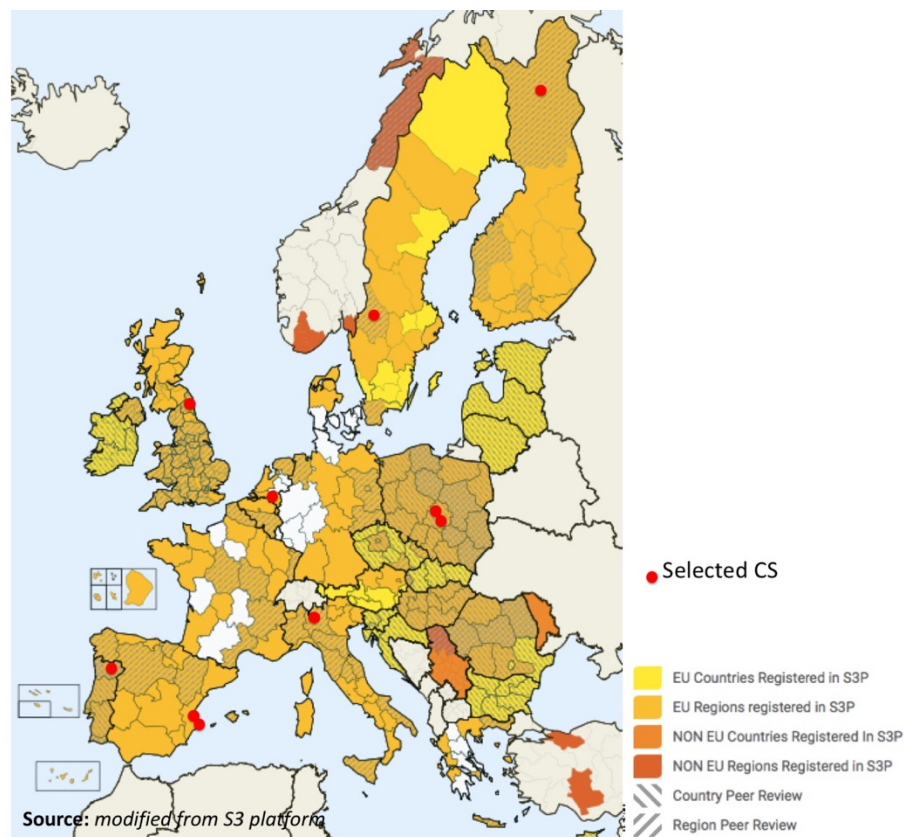 Selected CS
EU Countries Registered in S3P
EU Regions registered in S3P
NON EU Countries Registered In S3P
NON EU Regions Registered in S3P
Country Peer Review
Region Peer Review
Source: modified from S3 platform